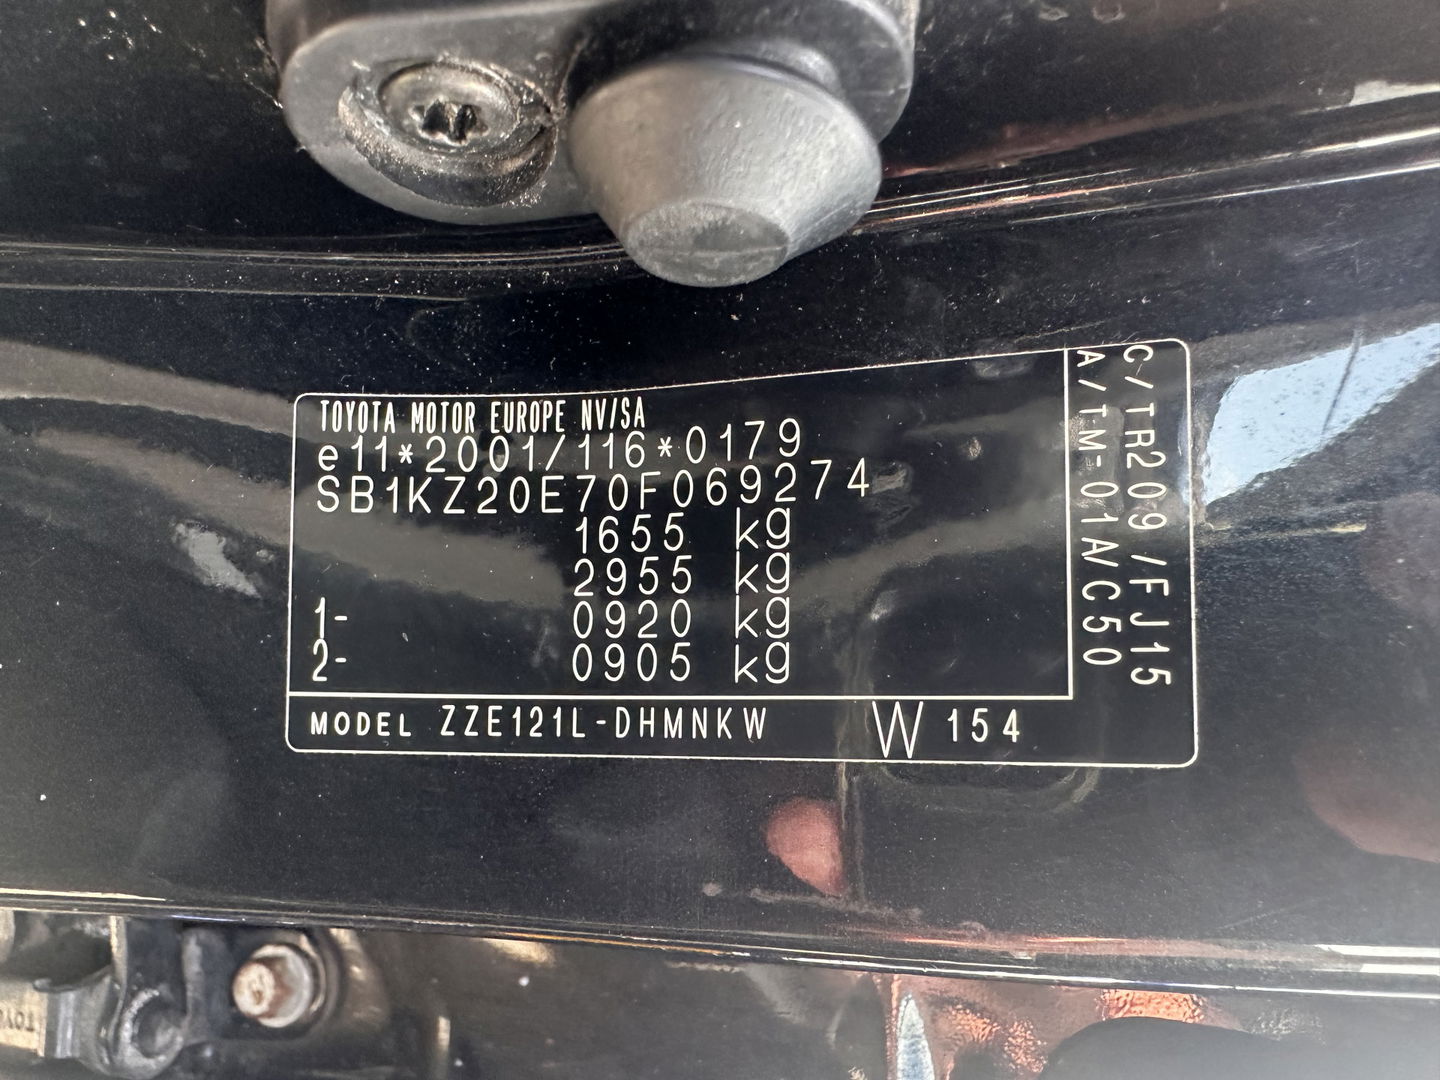 TOYOTA MOTOR EUROPE NV/SA
e11*2001/116*0179
SB1KZ20E70F069274
1655 kg
2955 kg
1- 0920 kg
2- 0905 kg
MODEL ZZE121L-DHMNKW W 154
C/TR209/FJ15
A/TM-01A/C50